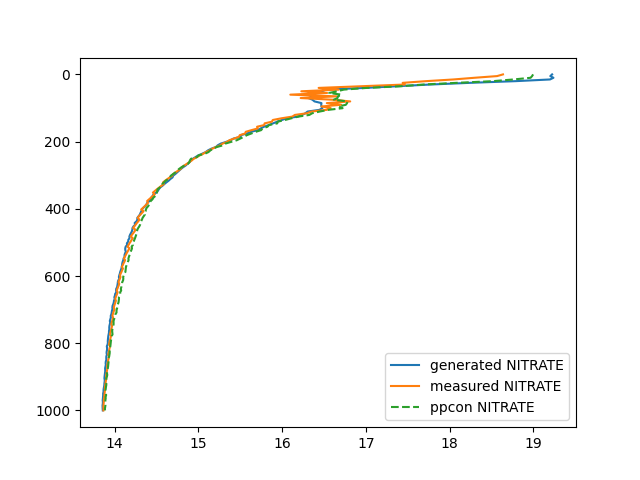 0
200
400
600
800
1000
14 15 16 17 18 19
generated NITRATE
measured NITRATE
ppcon NITRATE